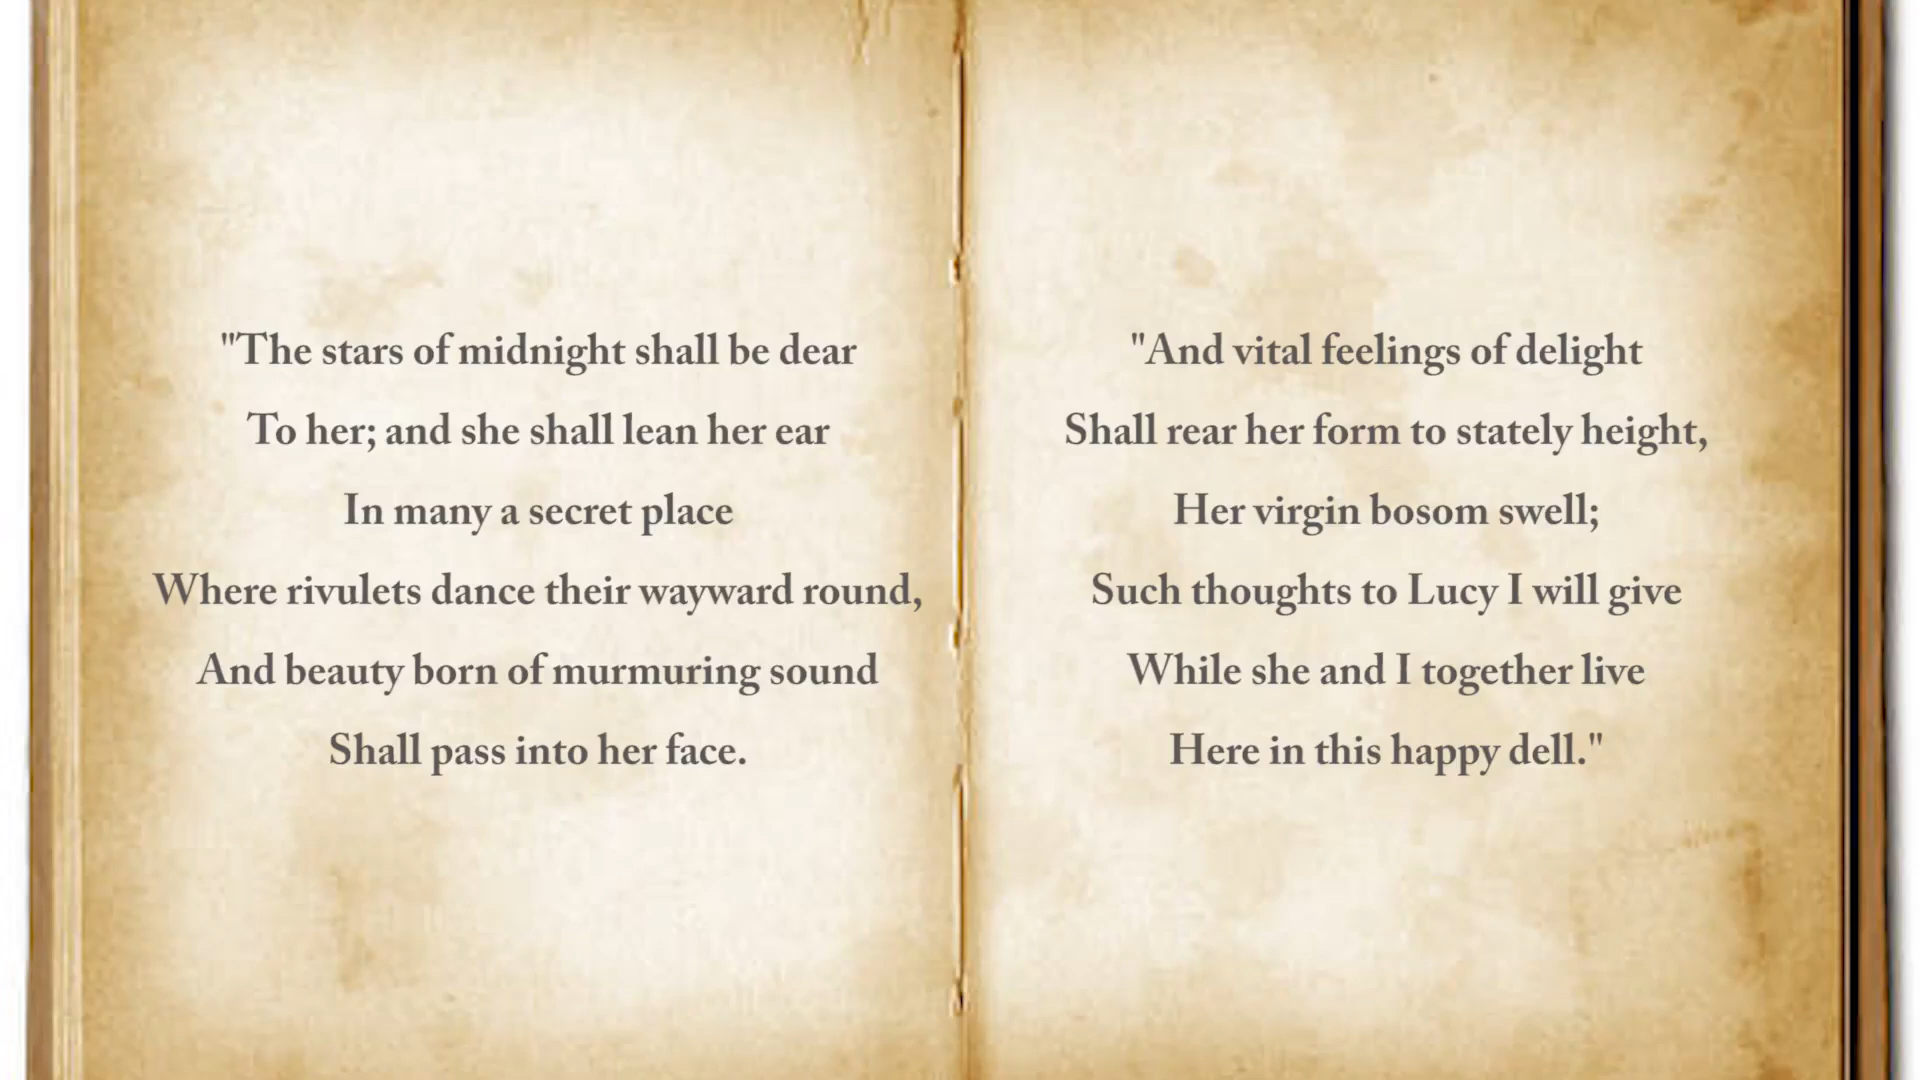 "The stars of midnight shall be dear
To her; and she shall lean her ear
In many a secret place
Where rivulets dance their wayward round,
And beauty born of murmuring sound
Shall pass into her face.
"And vital feelings of delight
Shall rear her form to stately height,
Her virgin bosom swell;
Such thoughts to Lucy I will give
While she and I together live
Here in this happy dell."